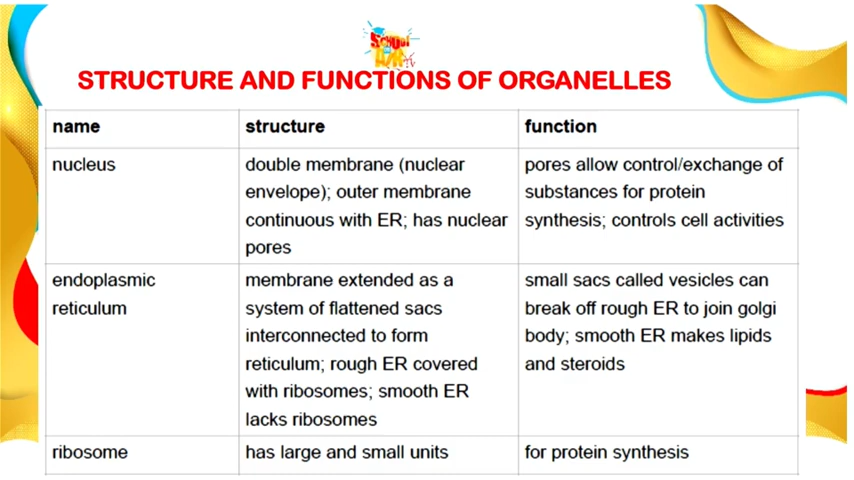 SCHOOL
STRUCTURE AND FUNCTIONS OF ORGANELLES
name
structure
function
nucleus
double membrane (nuclear
envelope); outer membrane
continuous with ER; has nuclear
pores
pores allow control/exchange of
substances for protein
synthesis; controls cell activities
endoplasmic
reticulum
membrane extended as a
system of flattened sacs
interconnected to form
reticulum; rough ER covered
with ribosomes; smooth ER
lacks ribosomes
small sacs called vesicles can
break off rough ER to join golgi
body; smooth ER makes lipids
and steroids
ribosome
has large and small units
for protein synthesis